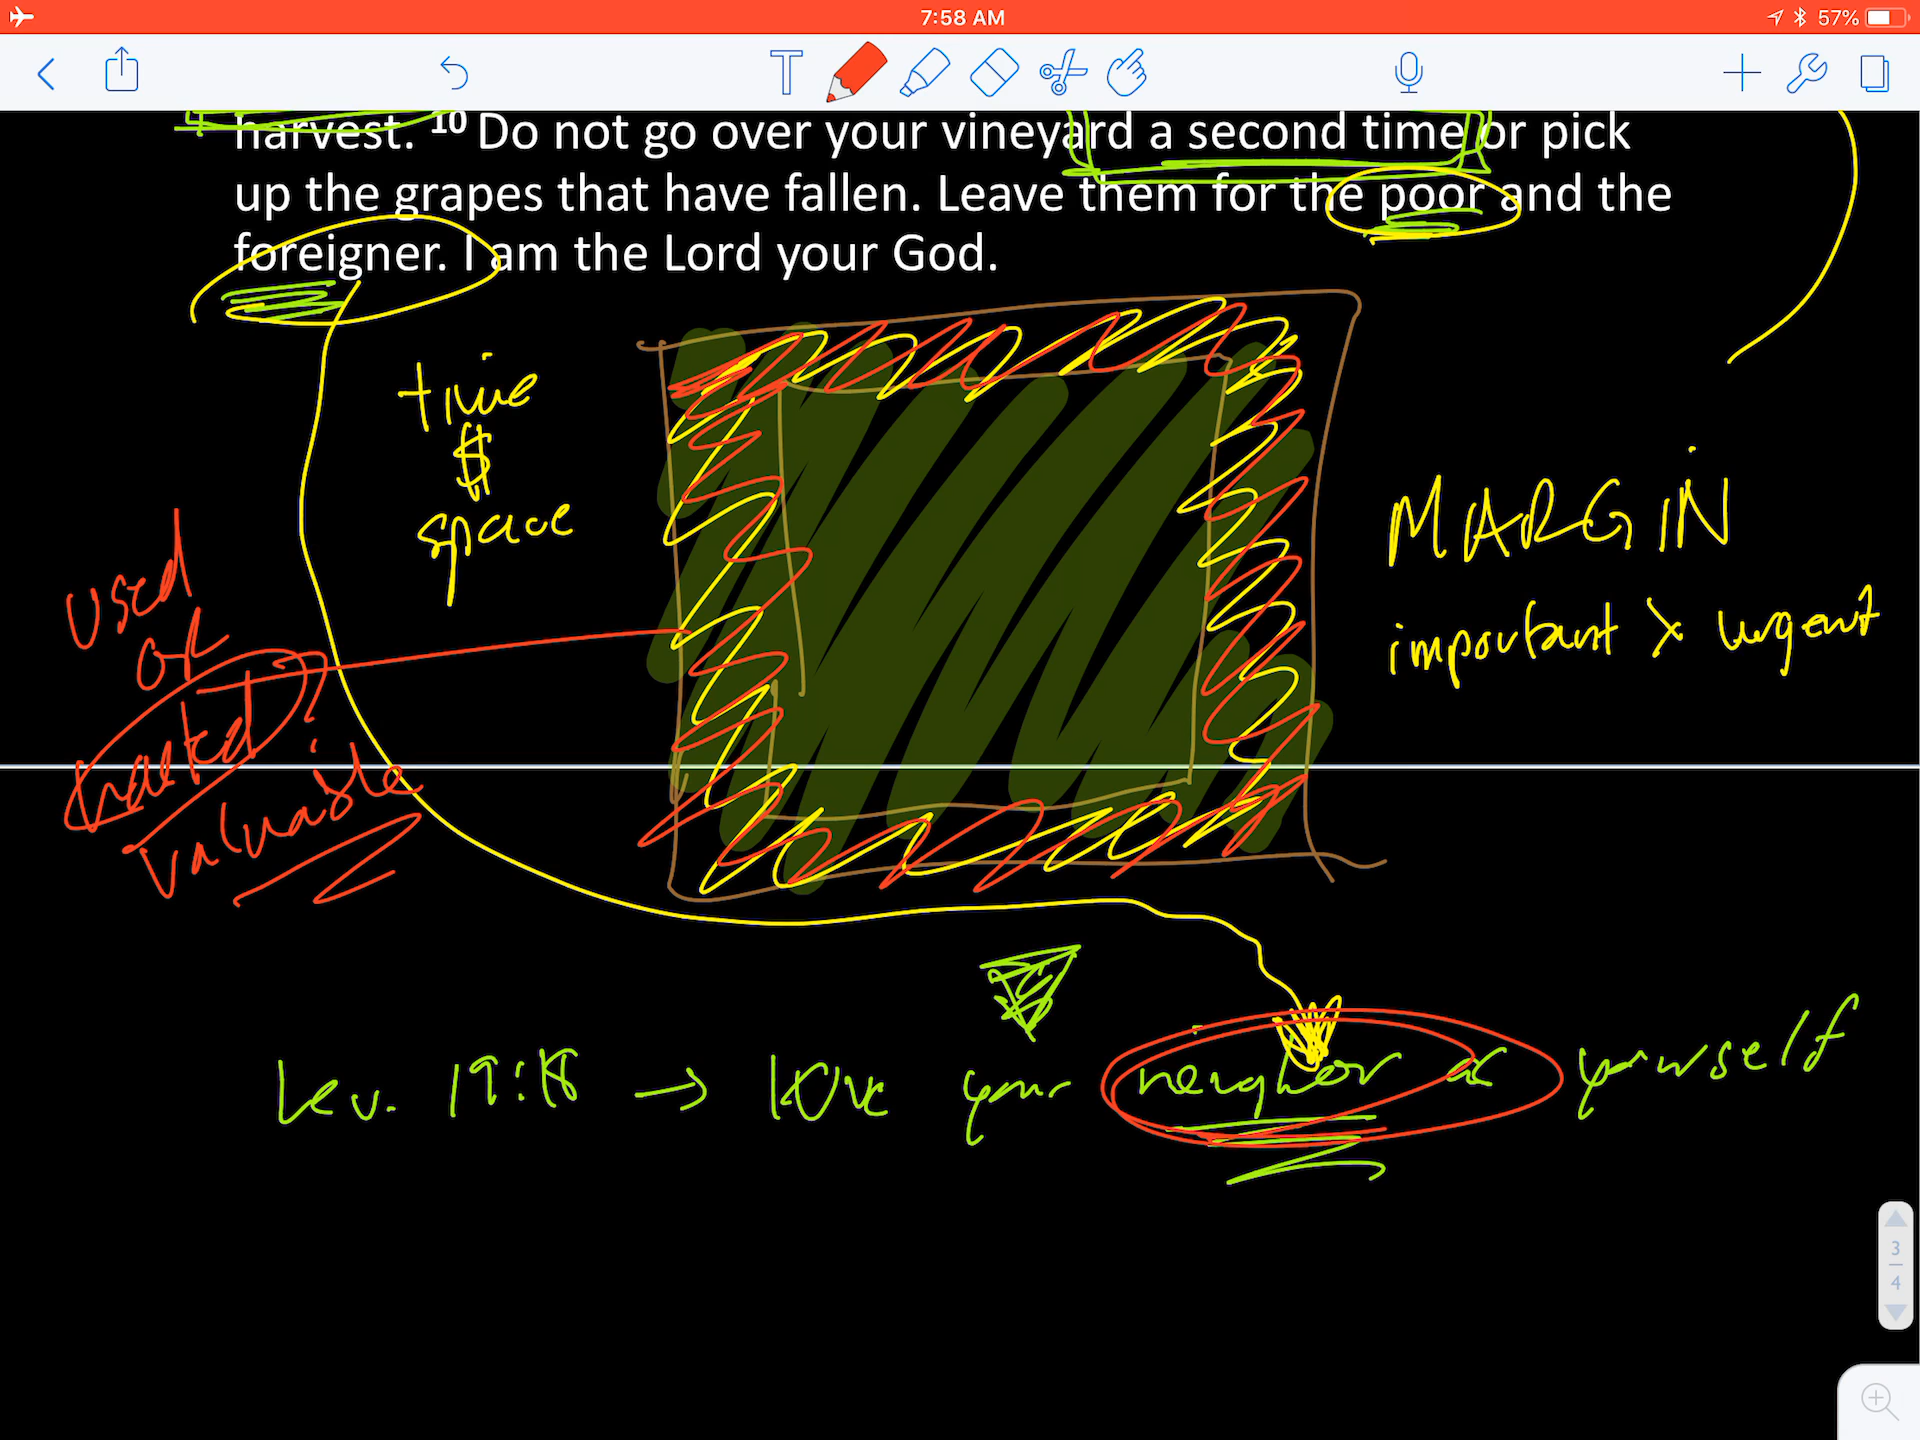 7:58 AM
57%
T
harvest. 10 Do not go over your vineyard a second time or pick
up the grapes that have fallen. Leave them for the poor and the
foreigner. I am the Lord your God.
time
$
space
MARGIN
important > urgent
used
or
valuable
?
Lev. 19:18 → love your neighbor as yourself
3
4